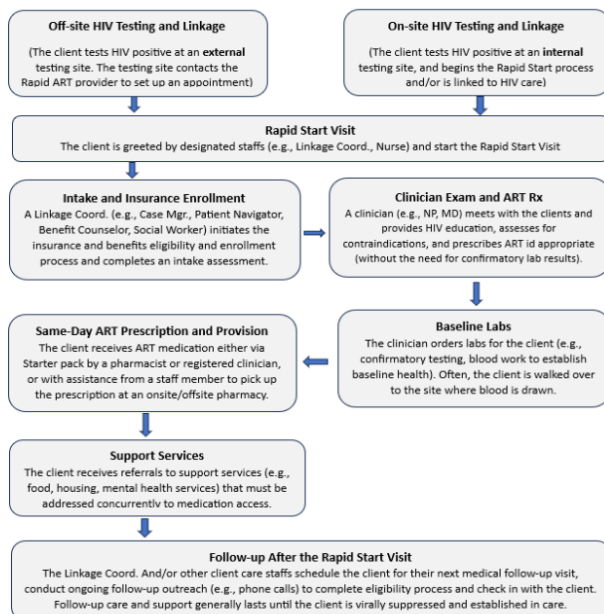 Off-site HIV Testing and Linkage
(The client tests HIV positive at an external
testing site. The testing site contacts the
Rapid ART provider to set up an appointment)
On-site HIV Testing and Linkage
(The client tests HIV positive at an internal
testing site, and begins the Rapid Start process
and/or is linked to HIV care)
Rapid Start Visit
The client is greeted by designated staffs (e.g., Linkage Coord., Nurse) and start the Rapid Start Visit
Intake and Insurance Enrollment
A Linkage Coord. (e.g., Case Mgr., Patient Navigator,
Benefit Counselor, Social Worker) initiates the
insurance and benefits eligibility and enrollment
process and completes an intake assessment.
Clinician Exam and ART Rx
A clinician (e.g., NP, MD) meets with the clients and
provides HIV education, assesses for
contraindications, and prescribes ART id appropriate
(without the need for confirmatory lab results).
Same-Day ART Prescription and Provision
The client receives ART medication either via
Starter pack by a pharmacist or registered clinician,
or with assistance from a staff member to pick up
the prescription at an onsite/offsite pharmacy.
Baseline Labs
The clinician orders labs for the client (e.g.,
confirmatory testing, blood work to establish
baseline health). Often, the client is walked over
to the site where blood is drawn.
Support Services
The client receives referrals to support services (e.g.,
food, housing, mental health services) that must be
addressed concurrently to medication access.
Follow-up After the Rapid Start Visit
The Linkage Coord. And/or other client care staffs schedule the client for their next medical follow-up visit,
conduct ongoing follow-up outreach (e.g., phone calls) to complete eligibility process and check in with the client.
Follow-up care and support generally lasts until the client is virally suppressed and established in care.